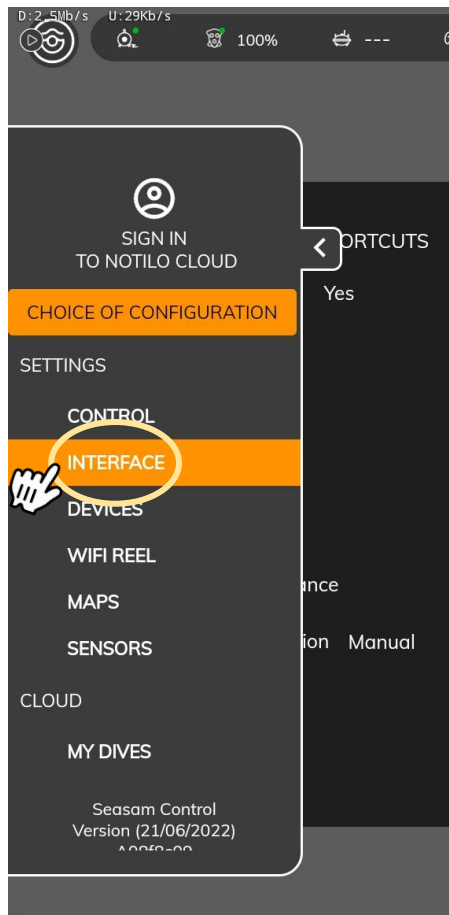 D:2.5Mb/s U:29Kb/s
100% ---
SIGN IN
TO NOTILO CLOUD
ORTCUTS
Yes
CHOICE OF CONFIGURATION
SETTINGS
CONTROL
INTERFACE
DEVICES
WIFI REEL
MAPS
ance
SENSORS
ion Manual
CLOUD
MY DIVES
Seasam Control
Version (21/06/2022)